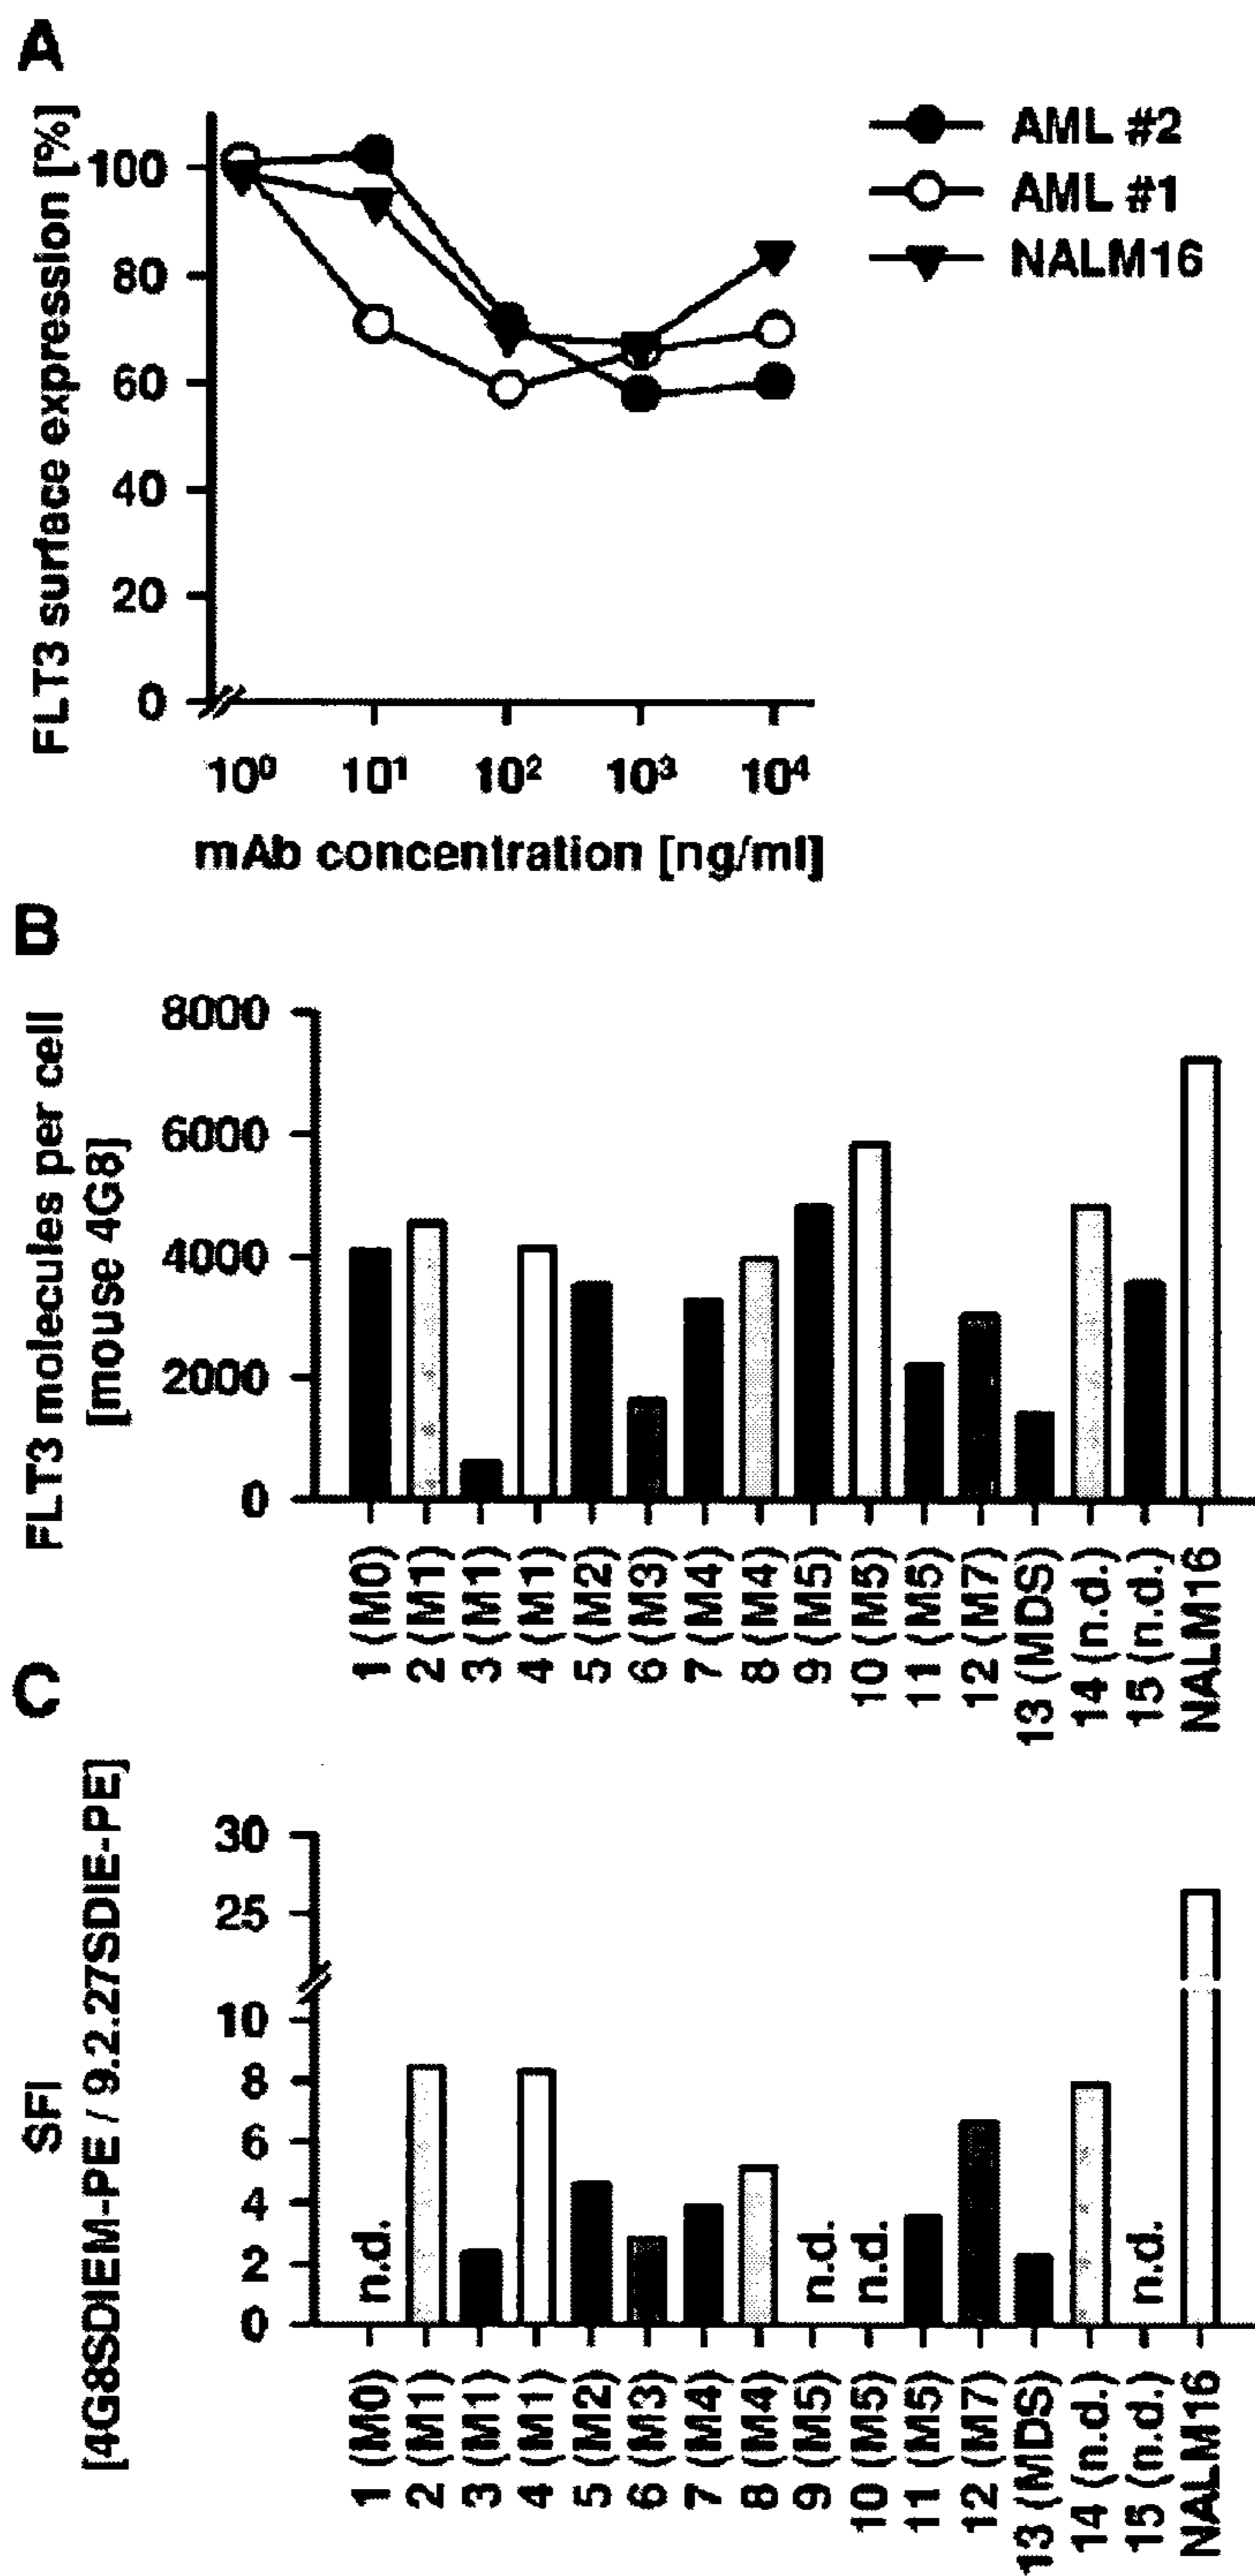 A
FLT3 surface expression [%]
100
80
60
40
20
0
10⁰ 10¹ 10² 10³ 10⁴
mAb concentration [ng/ml]
AML #2
AML #1
NALM16
B
FLT3 molecules per cell
[mouse 4G8]
8000
6000
4000
2000
0
1 (M0)
2 (M1)
3 (M1)
4 (M1)
5 (M2)
6 (M3)
7 (M4)
8 (M4)
9 (M5)
10 (M5)
11 (M5)
12 (M7)
13 (MDS)
14 (n.d.)
15 (n.d.)
NALM16
C
SFI
[4G8SDIEM-PE / 9.2.27SDIE-PE]
30
25
10
8
6
4
2
0
n.d.
n.d.
n.d.
n.d.
1 (M0)
2 (M1)
3 (M1)
4 (M1)
5 (M2)
6 (M3)
7 (M4)
8 (M4)
9 (M5)
10 (M5)
11 (M5)
12 (M7)
13 (MDS)
14 (n.d.)
15 (n.d.)
NALM16